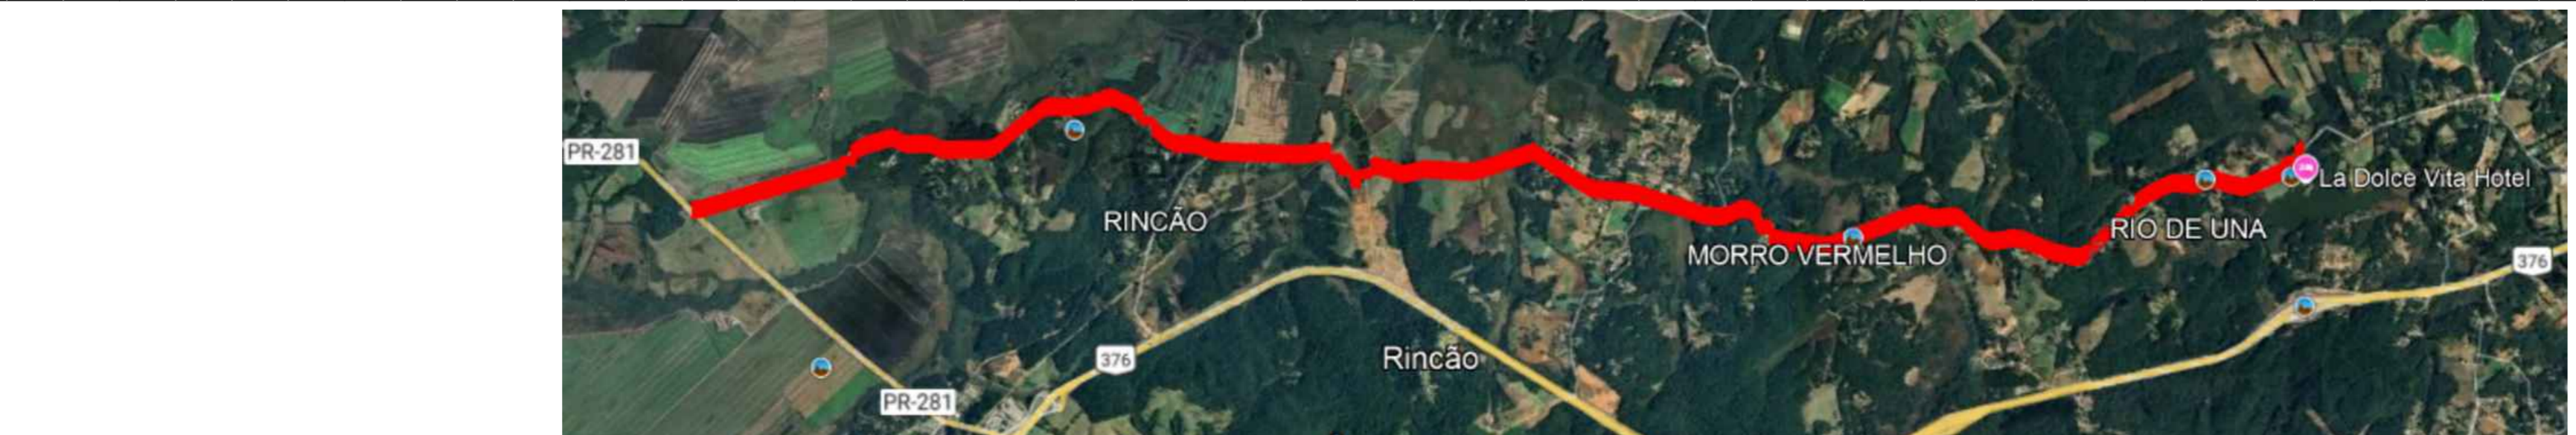 PR-281
La Dolce Vita Hotel
RINCÃO
RIO DE UNA
MORRO VERMELHO
376
376
Rincão
PR-281